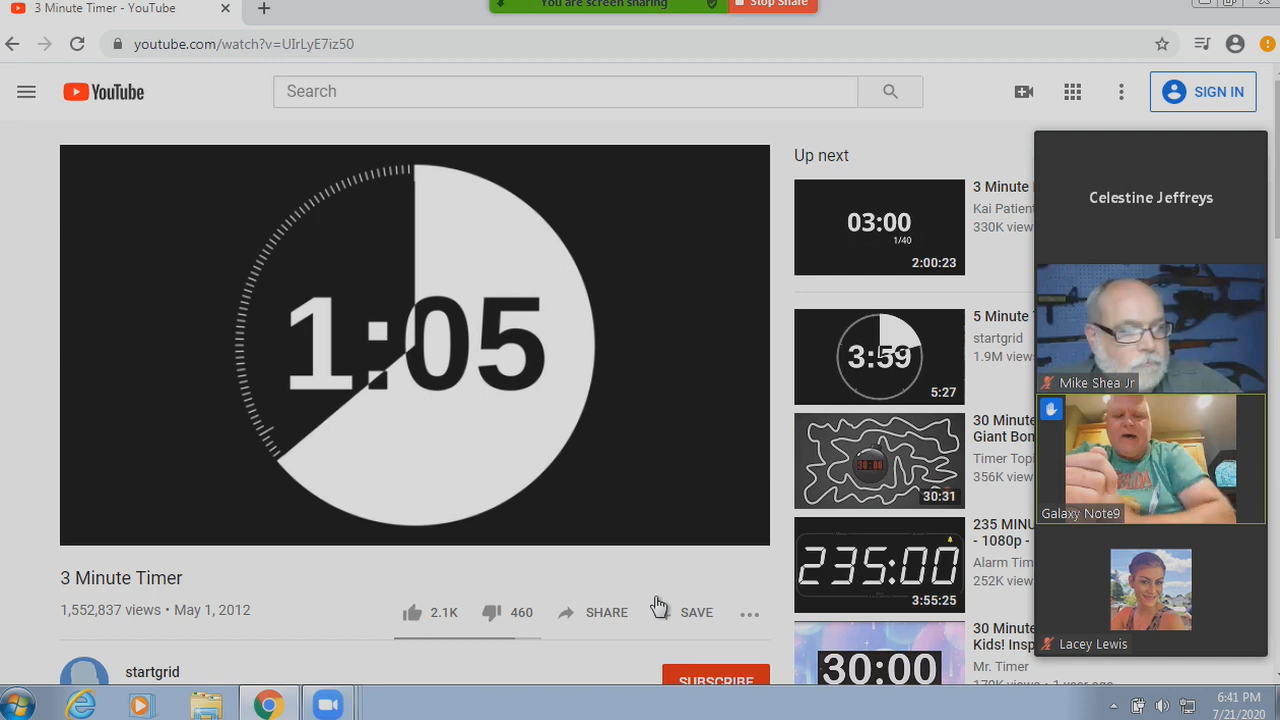 3 Minute Timer - YouTube
You are screen sharing
Stop Share
youtube.com/watch?v=UIrLyE7iz50
YouTube
Search
SIGN IN
1:05
3 Minute Timer
1,552,837 views • May 1, 2012
2.1K
460
SHARE
SAVE
startgrid
SUBSCRIBE
Up next
03:00
1/40
2:00:23
3 Minute
Kai Patient
330K view
3:59
5:27
5 Minute
startgrid
1.9M view
30:00
30:31
30 Minute
Giant Bon
Timer Top
356K view
235:00
3:55:25
235 MINU
- 1080p -
Alarm Tim
252K view
30:00
30 Minute
Kids! Insp
Mr. Timer
Celestine Jeffreys
Mike Shea Jr
Galaxy Note9
Lacey Lewis
6:41 PM
7/21/2020